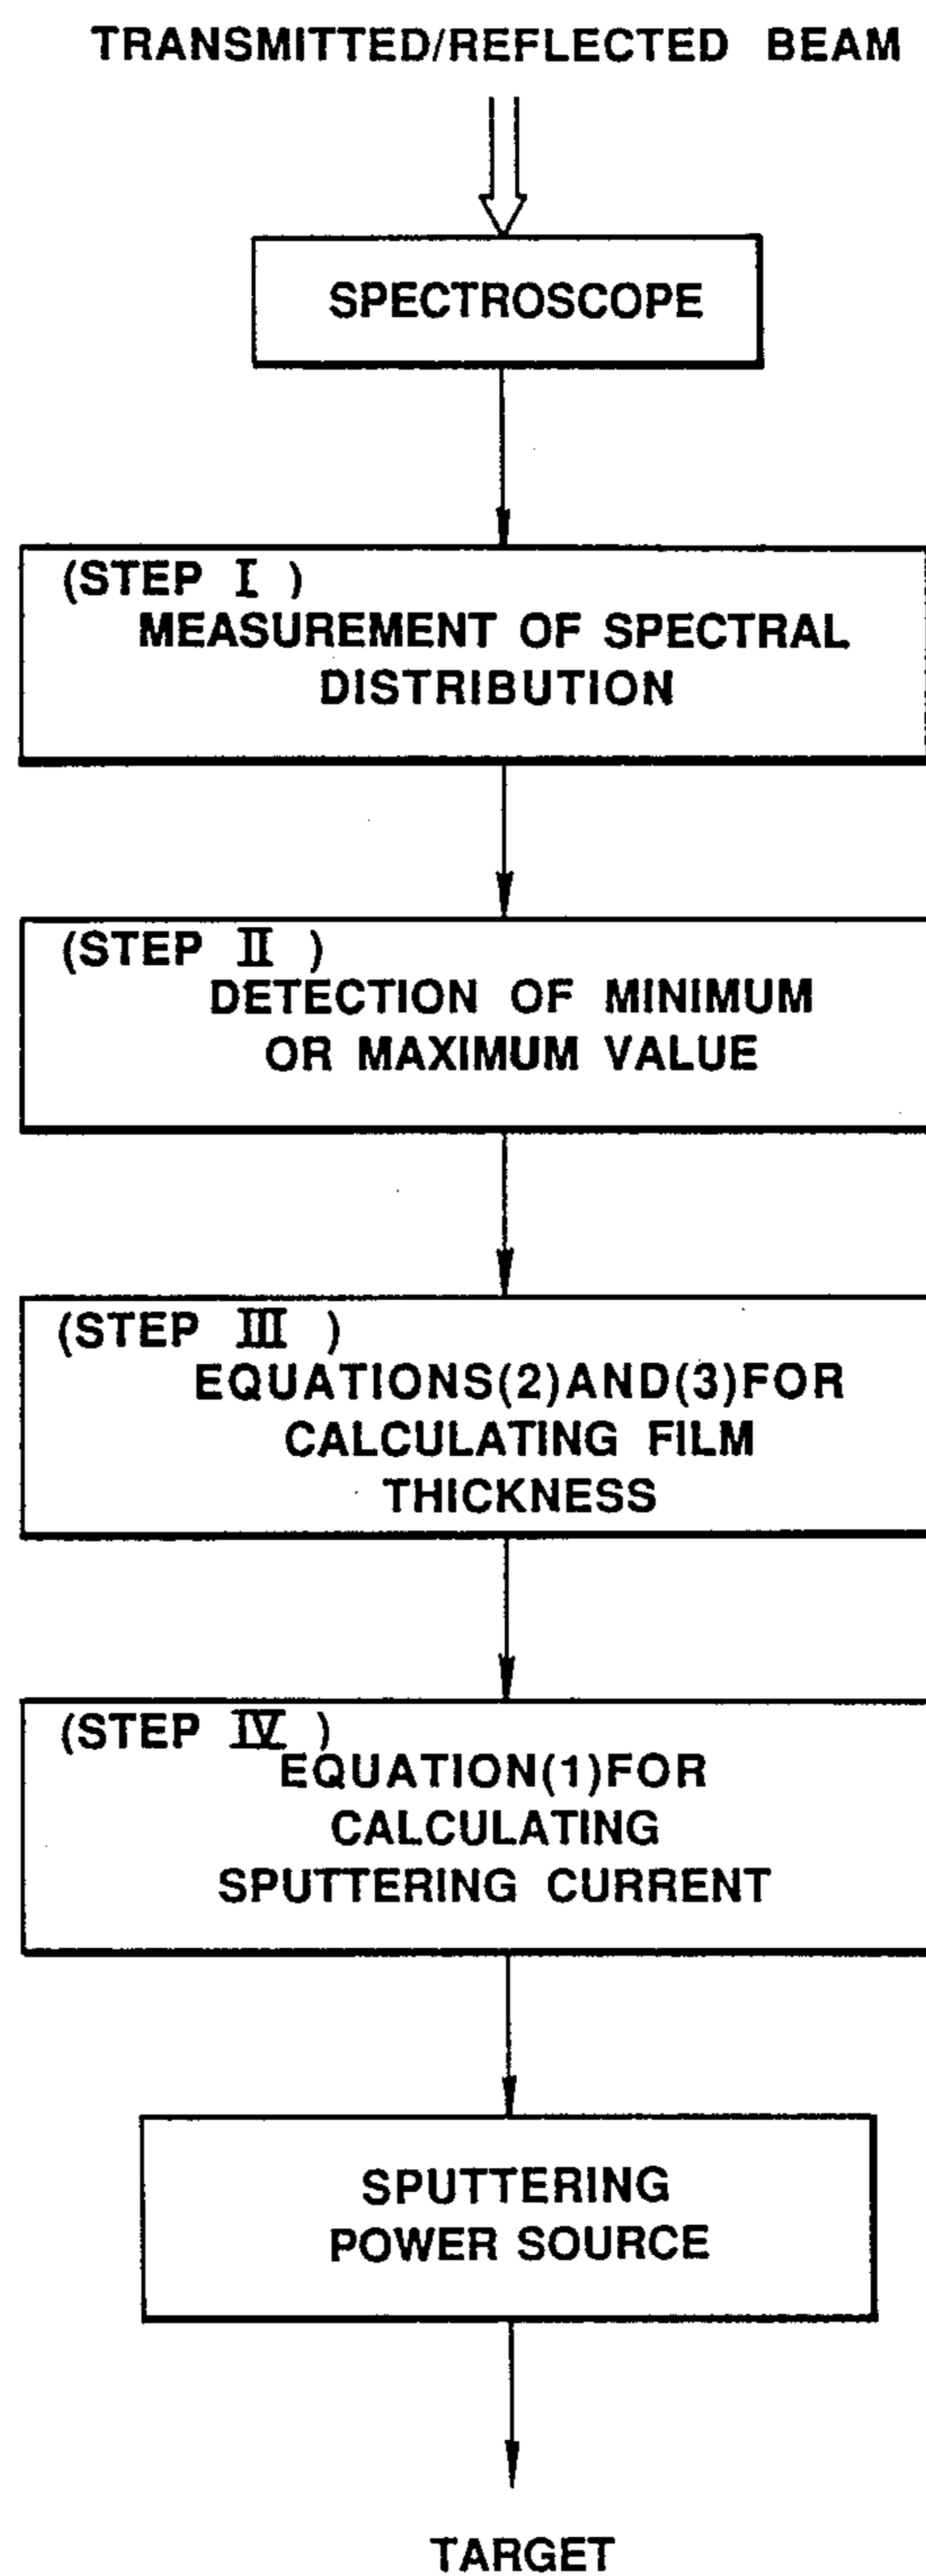 TRANSMITTED/REFLECTED BEAM
SPECTROSCOPE
(STEP I )
MEASUREMENT OF SPECTRAL
DISTRIBUTION
(STEP II )
DETECTION OF MINIMUM
OR MAXIMUM VALUE
(STEP III )
EQUATIONS(2)AND(3)FOR
CALCULATING FILM
THICKNESS
(STEP IV )
EQUATION(1)FOR
CALCULATING
SPUTTERING CURRENT
SPUTTERING
POWER SOURCE
TARGET